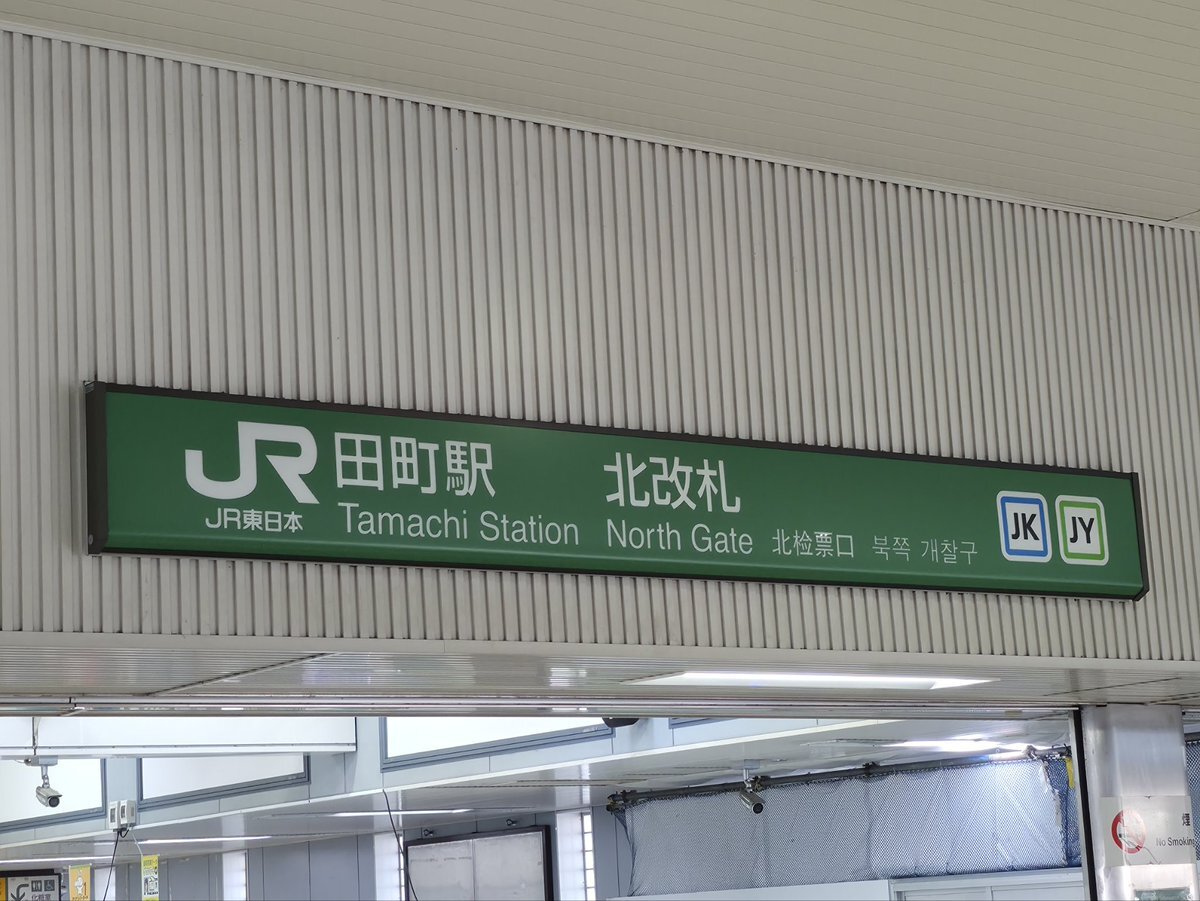 JR 田町駅 北改札
JR東日本 Tamachi Station North Gate 北检票口 북쪽 개찰구
JK JY
No Smoking